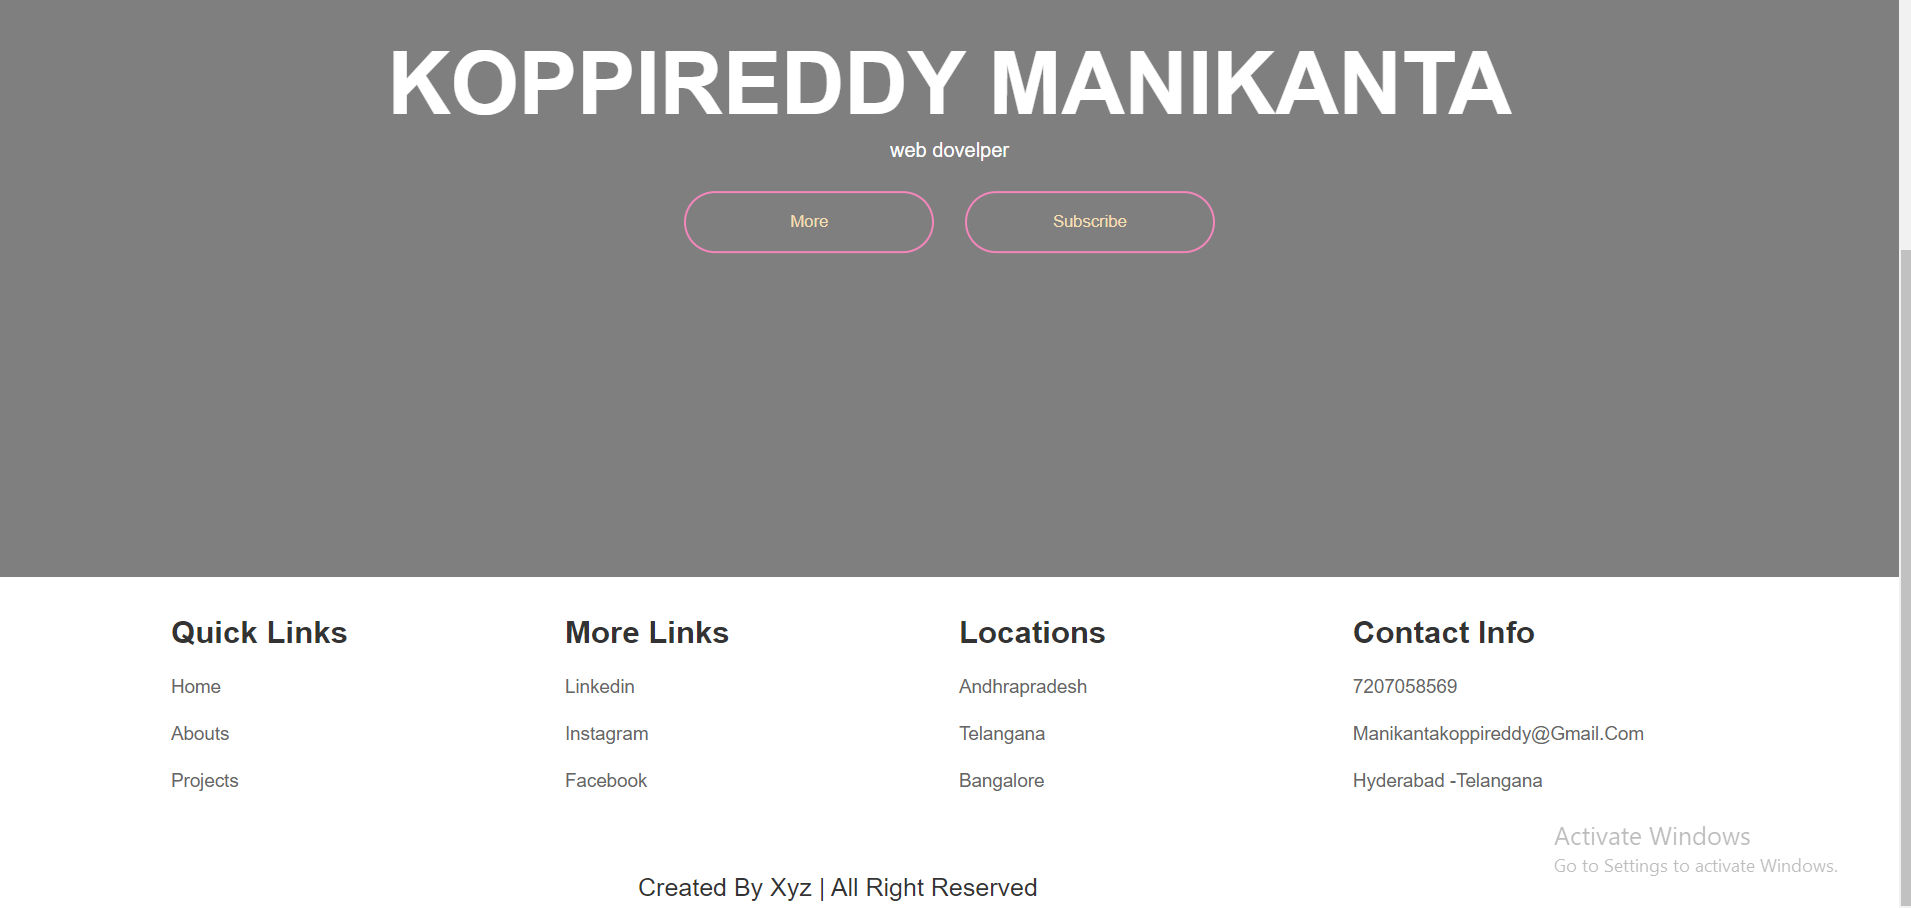 KOPPIREDDY MANIKANTA
web dovelper
More
Subscribe
Quick Links
Home
Abouts
Projects
More Links
Linkedin
Instagram
Facebook
Locations
Andhrapradesh
Telangana
Bangalore
Contact Info
7207058569
Manikantakoppireddy@Gmail.Com
Hyderabad -Telangana
Activate Windows
Go to Settings to activate Windows.
Created By Xyz | All Right Reserved